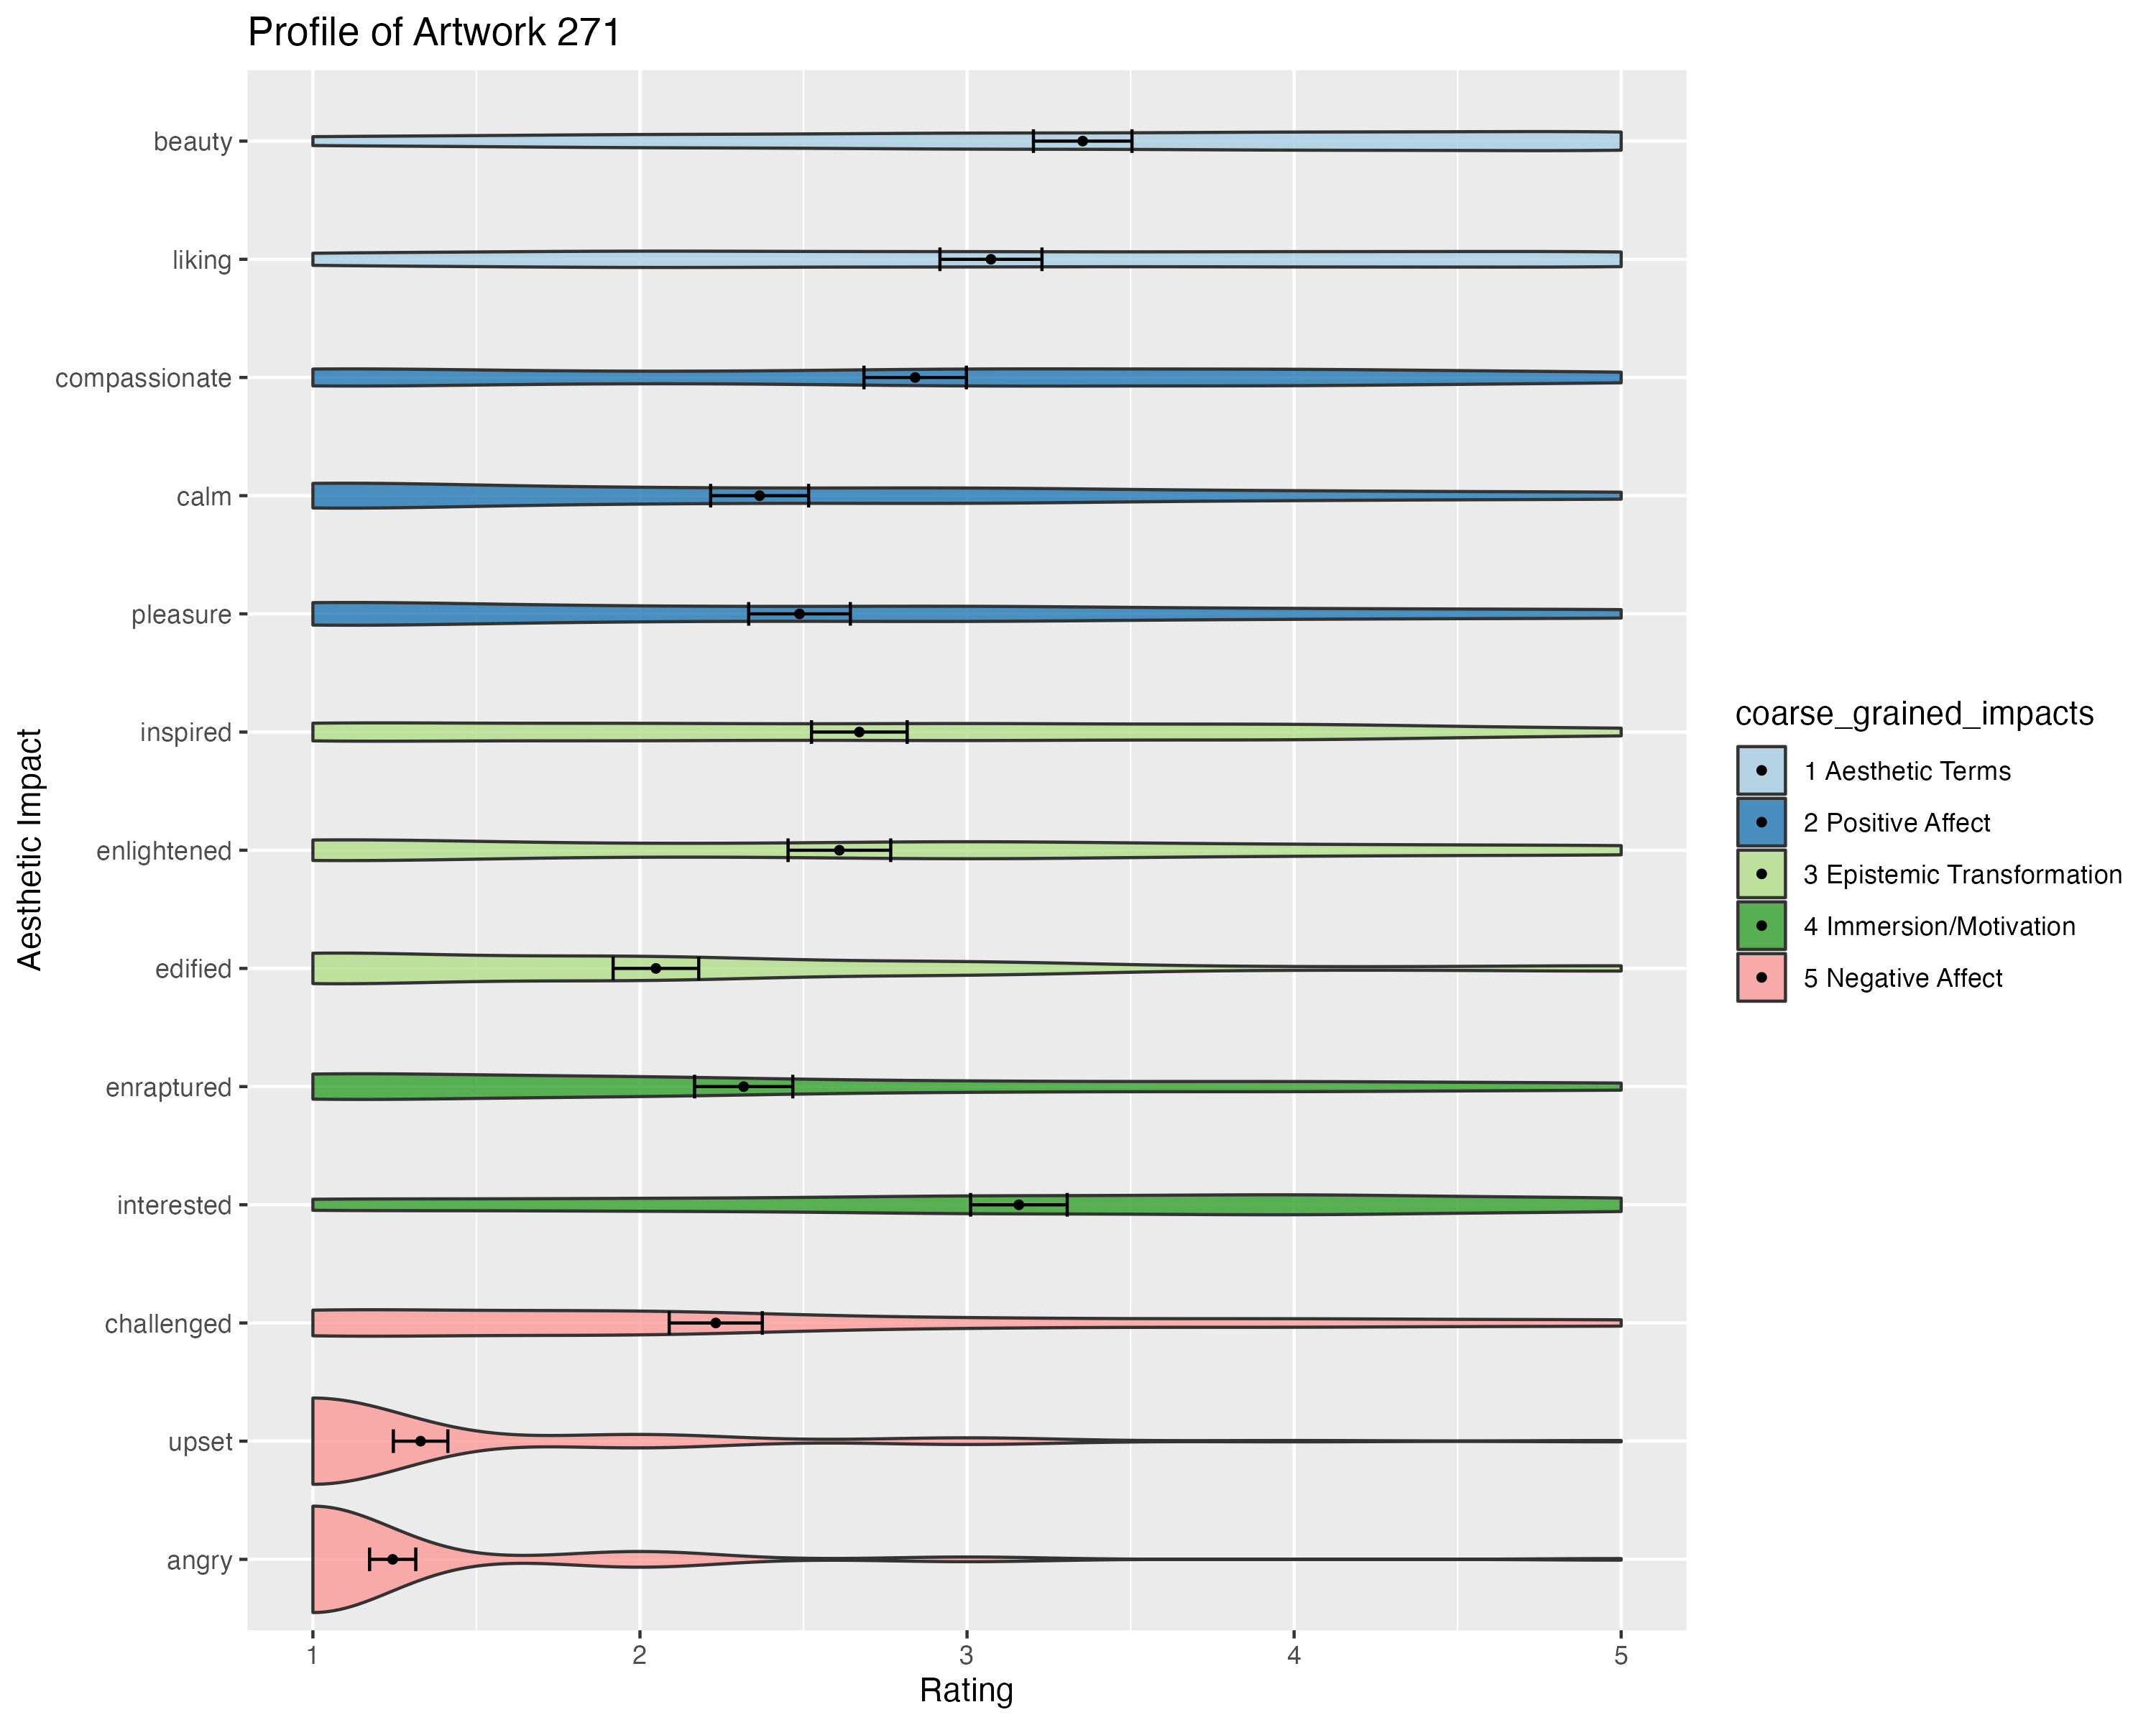 Profile of Artwork 271
beauty
liking
compassionate
calm
pleasure
inspired
enlightened
edified
enraptured
interested
challenged
upset
angry
Aesthetic Impact
1 2 3 4 5
Rating
coarse_grained_impacts
1 Aesthetic Terms
2 Positive Affect
3 Epistemic Transformation
4 Immersion/Motivation
5 Negative Affect